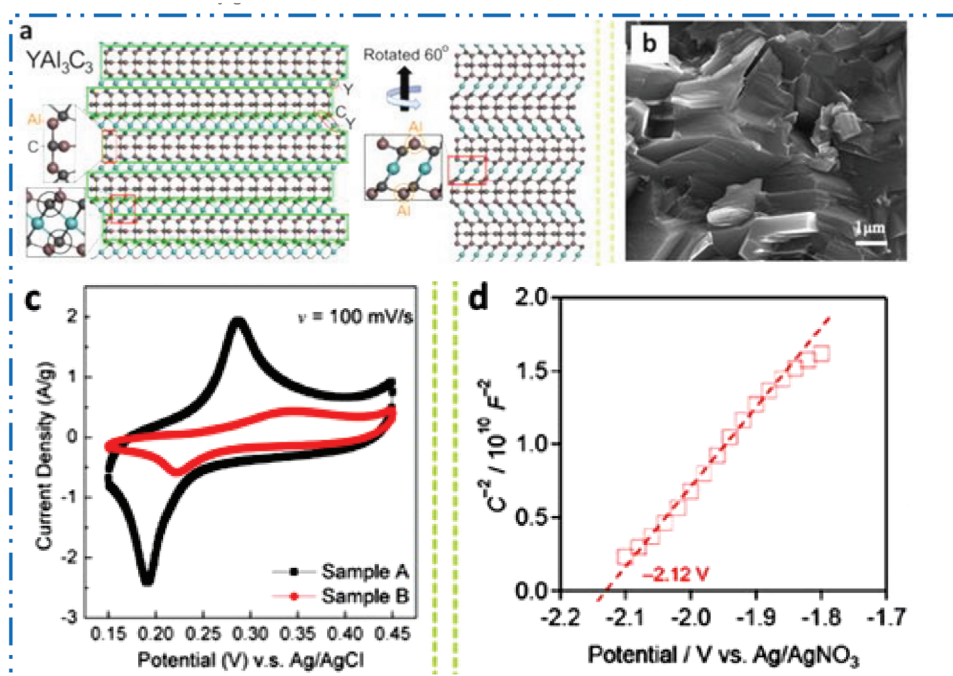 a
YAl₃C₃
Rotated 60°
Y
C
Y
Al
C
Al
Al
b
1μm
c
ν = 100 mV/s
2
1
0
-1
-2
-3
Current Density (A/g)
Sample A
Sample B
0.15 0.20 0.25 0.30 0.35 0.40 0.45
Potential (V) v.s. Ag/AgCl
d
2.0
1.5
1.0
0.5
0.0
C⁻² / 10¹⁰ F⁻²
−2.12 V
-2.2 -2.1 -2.0 -1.9 -1.8 -1.7
Potential / V vs. Ag/AgNO₃